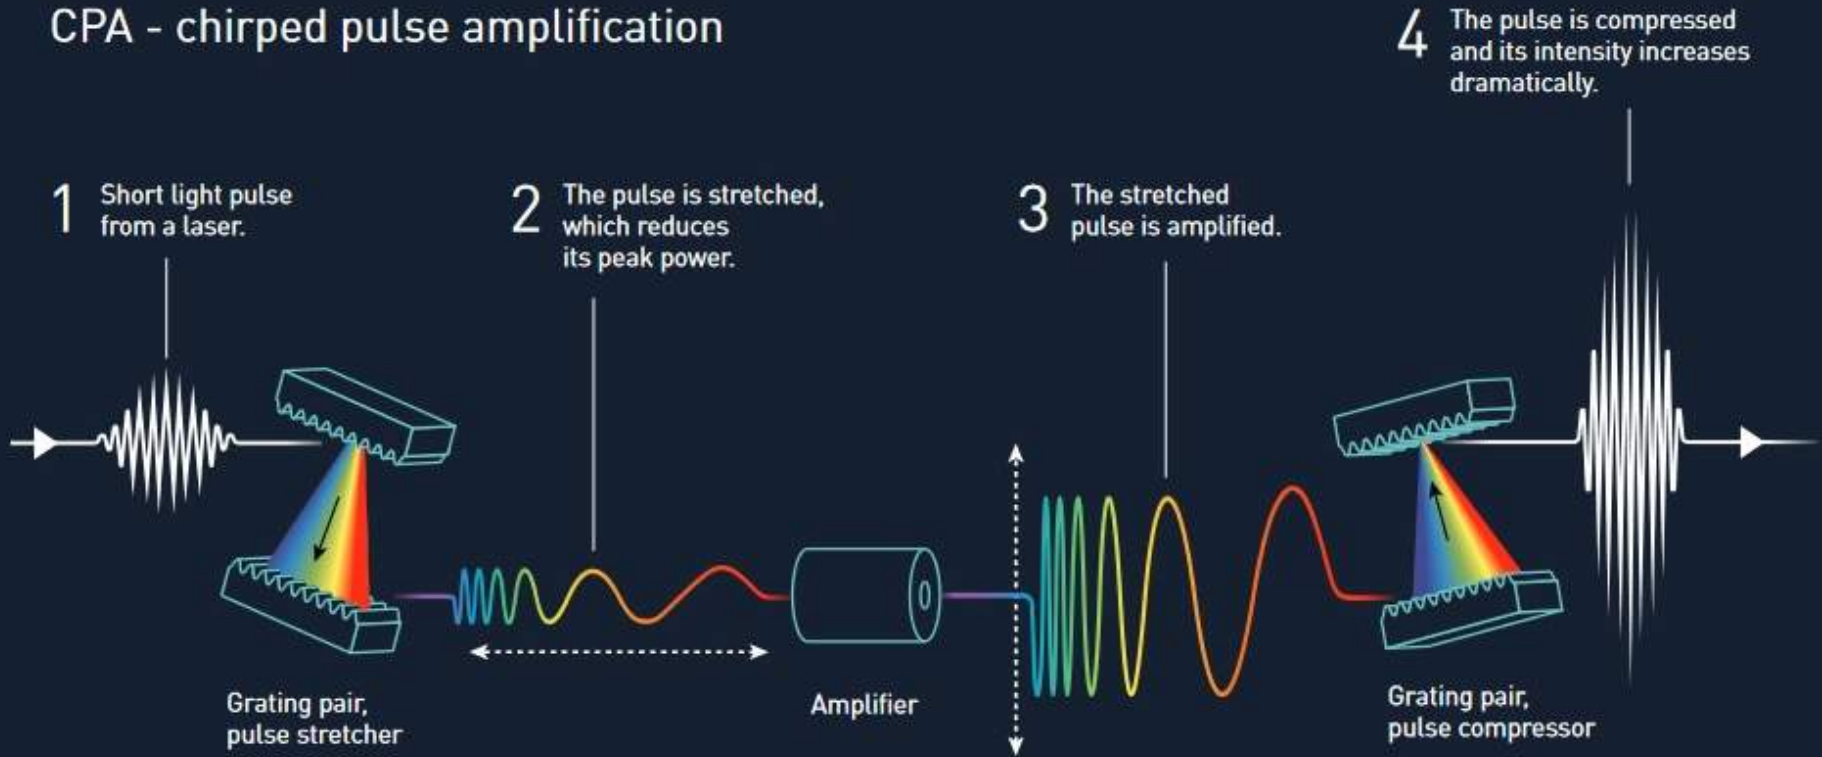 CPA - chirped pulse amplification
1
Short light pulse
from a laser.
2
The pulse is stretched,
which reduces
its peak power.
3
The stretched
pulse is amplified.
4
The pulse is compressed
and its intensity increases
dramatically.
Grating pair,
pulse stretcher
Amplifier
Grating pair,
pulse compressor